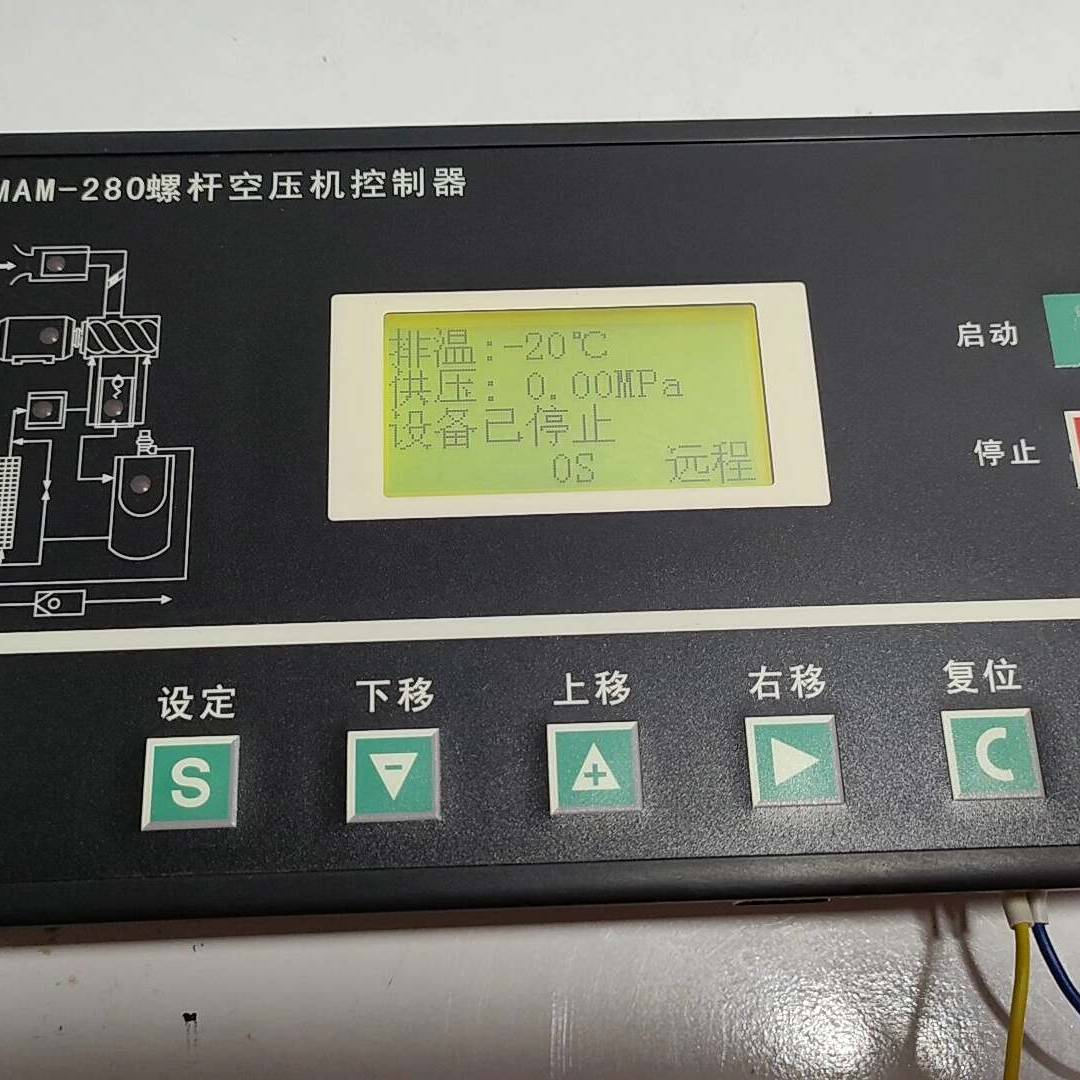 MAM-280螺杆空压机控制器
排温:-20℃
供压: 0.00MPa
设备已停止
0S 远程
启动
停止
设定
下移
上移
右移
复位
S
-
+
C